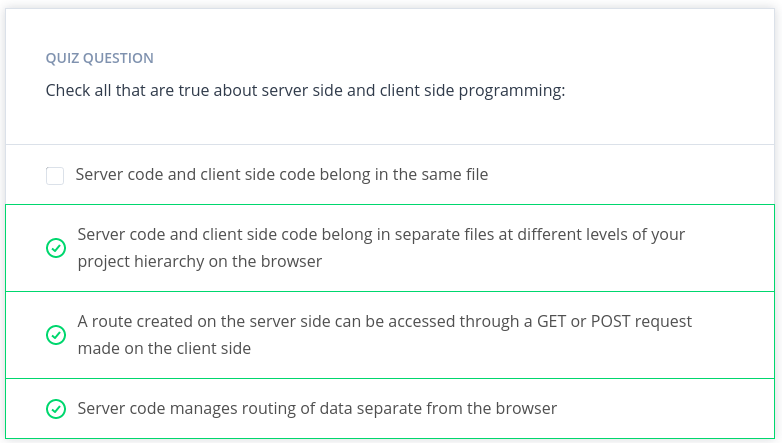 QUIZ QUESTION
Check all that are true about server side and client side programming:
Server code and client side code belong in the same file
Server code and client side code belong in separate files at different levels of your
project hierarchy on the browser
A route created on the server side can be accessed through a GET or POST request
made on the client side
Server code manages routing of data separate from the browser